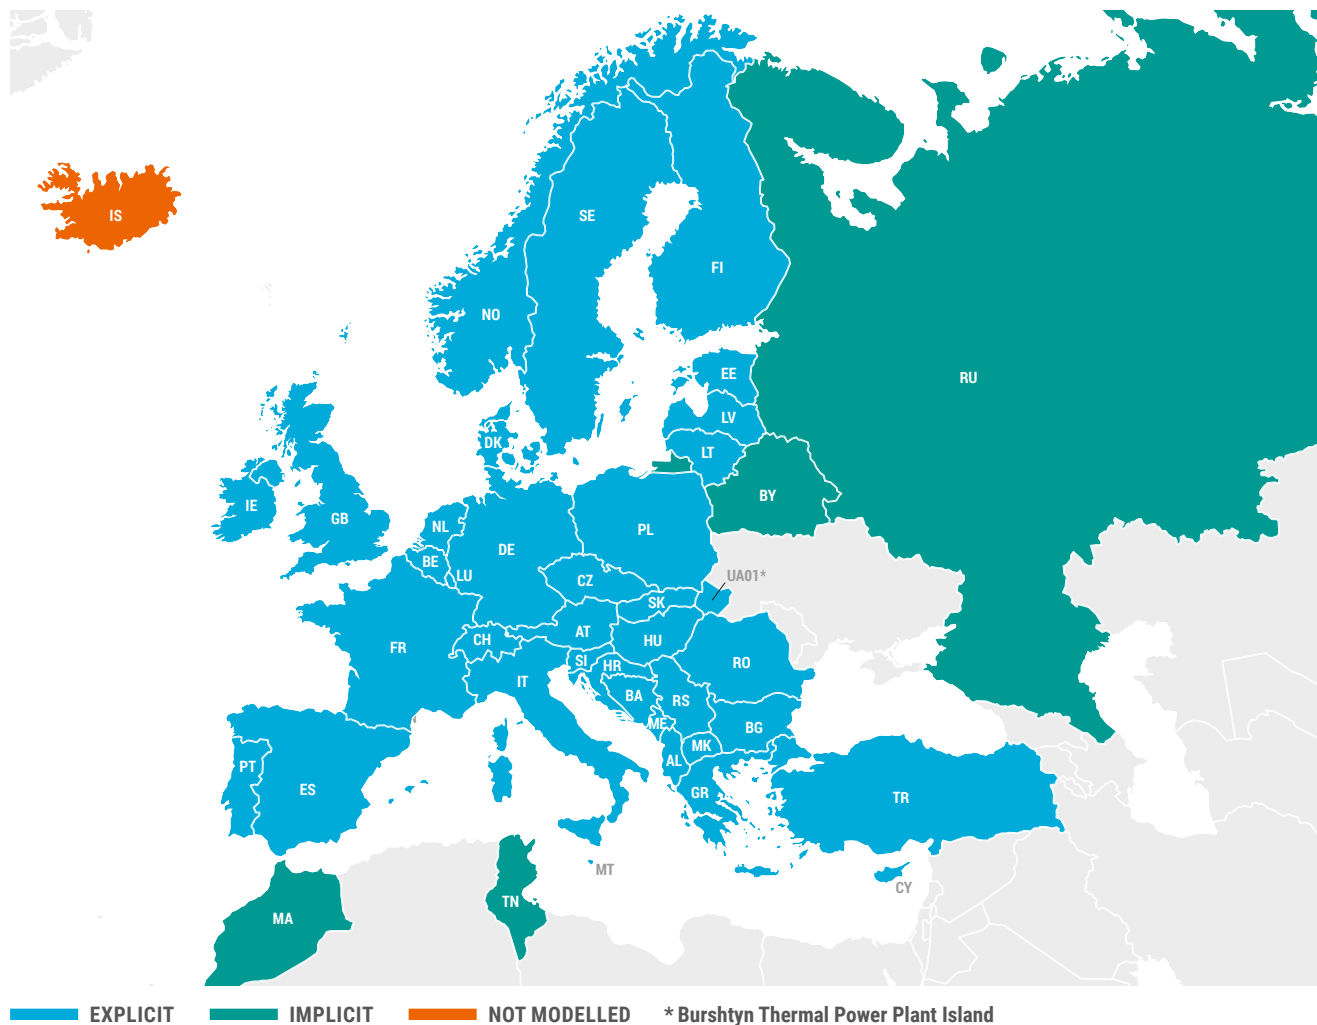 IS
SE
FI
NO
RU
EE
LV
DK
LT
BY
IE
GB
NL
PL
DE
BE
LU
CZ
UA01*
SK
AT
CH
HU
FR
SI
HR
RO
IT
BA
RS
ME
BG
MK
AL
PT
ES
GR
TR
MT
CY
TN
MA
EXPLICIT IMPLICIT NOT MODELLED * Burshtyn Thermal Power Plant Island